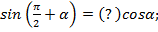 sin (π/2 + α) = (?)cosα;